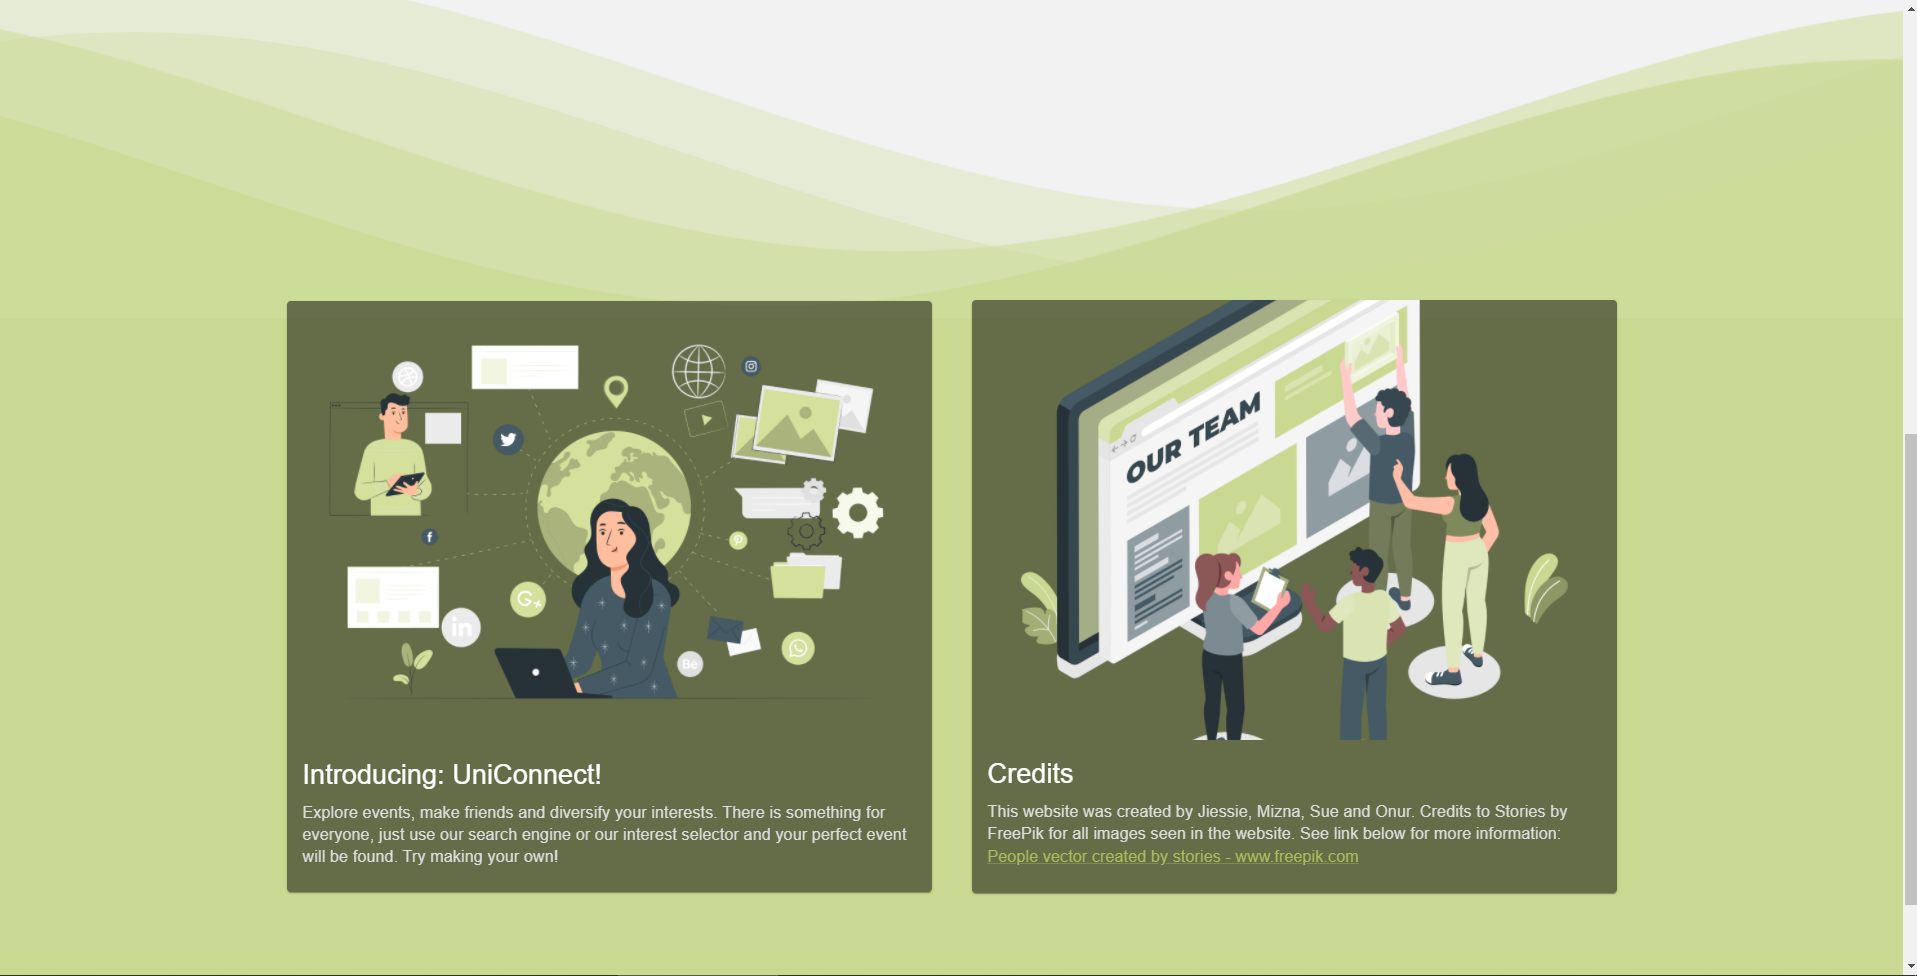 OUR TEAM
in
G+
Bē
f
Introducing: UniConnect!
Explore events, make friends and diversify your interests. There is something for
everyone, just use our search engine or our interest selector and your perfect event
will be found. Try making your own!
Credits
This website was created by Jiessie, Mizna, Sue and Onur. Credits to Stories by
FreePik for all images seen in the website. See link below for more information:
People vector created by stories - www.freepik.com